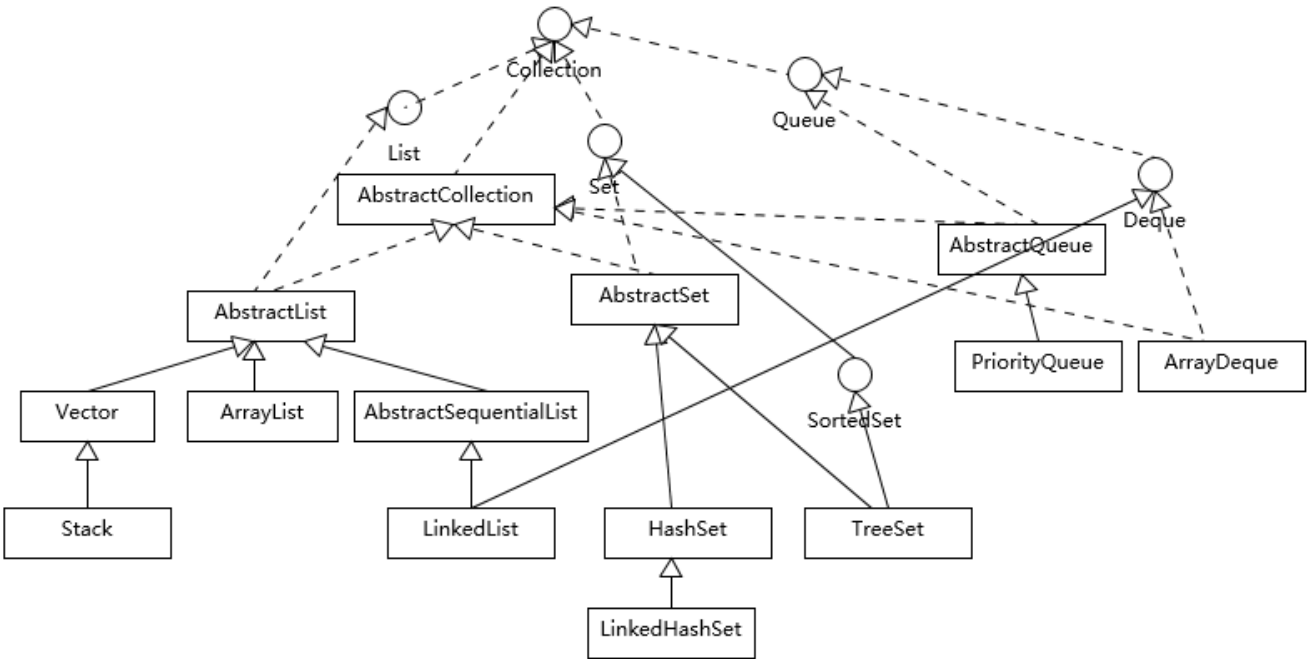 Collection
Queue
List
Set
AbstractCollection
Deque
AbstractQueue
AbstractSet
AbstractList
PriorityQueue
ArrayDeque
Vector
ArrayList
AbstractSequentialList
SortedSet
Stack
LinkedList
HashSet
TreeSet
LinkedHashSet